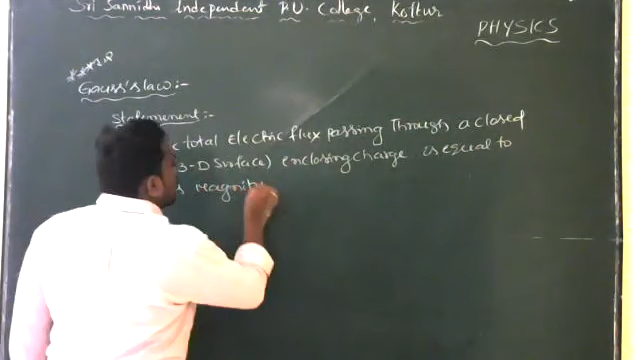 Sri Sannidhi Independent P.U. College, Kottur
PHYSICS
Gauss's law:-
Statement :-
total Electric flux passing Through a closed
3-D Surface) enclosing charge is equal to
magnitu